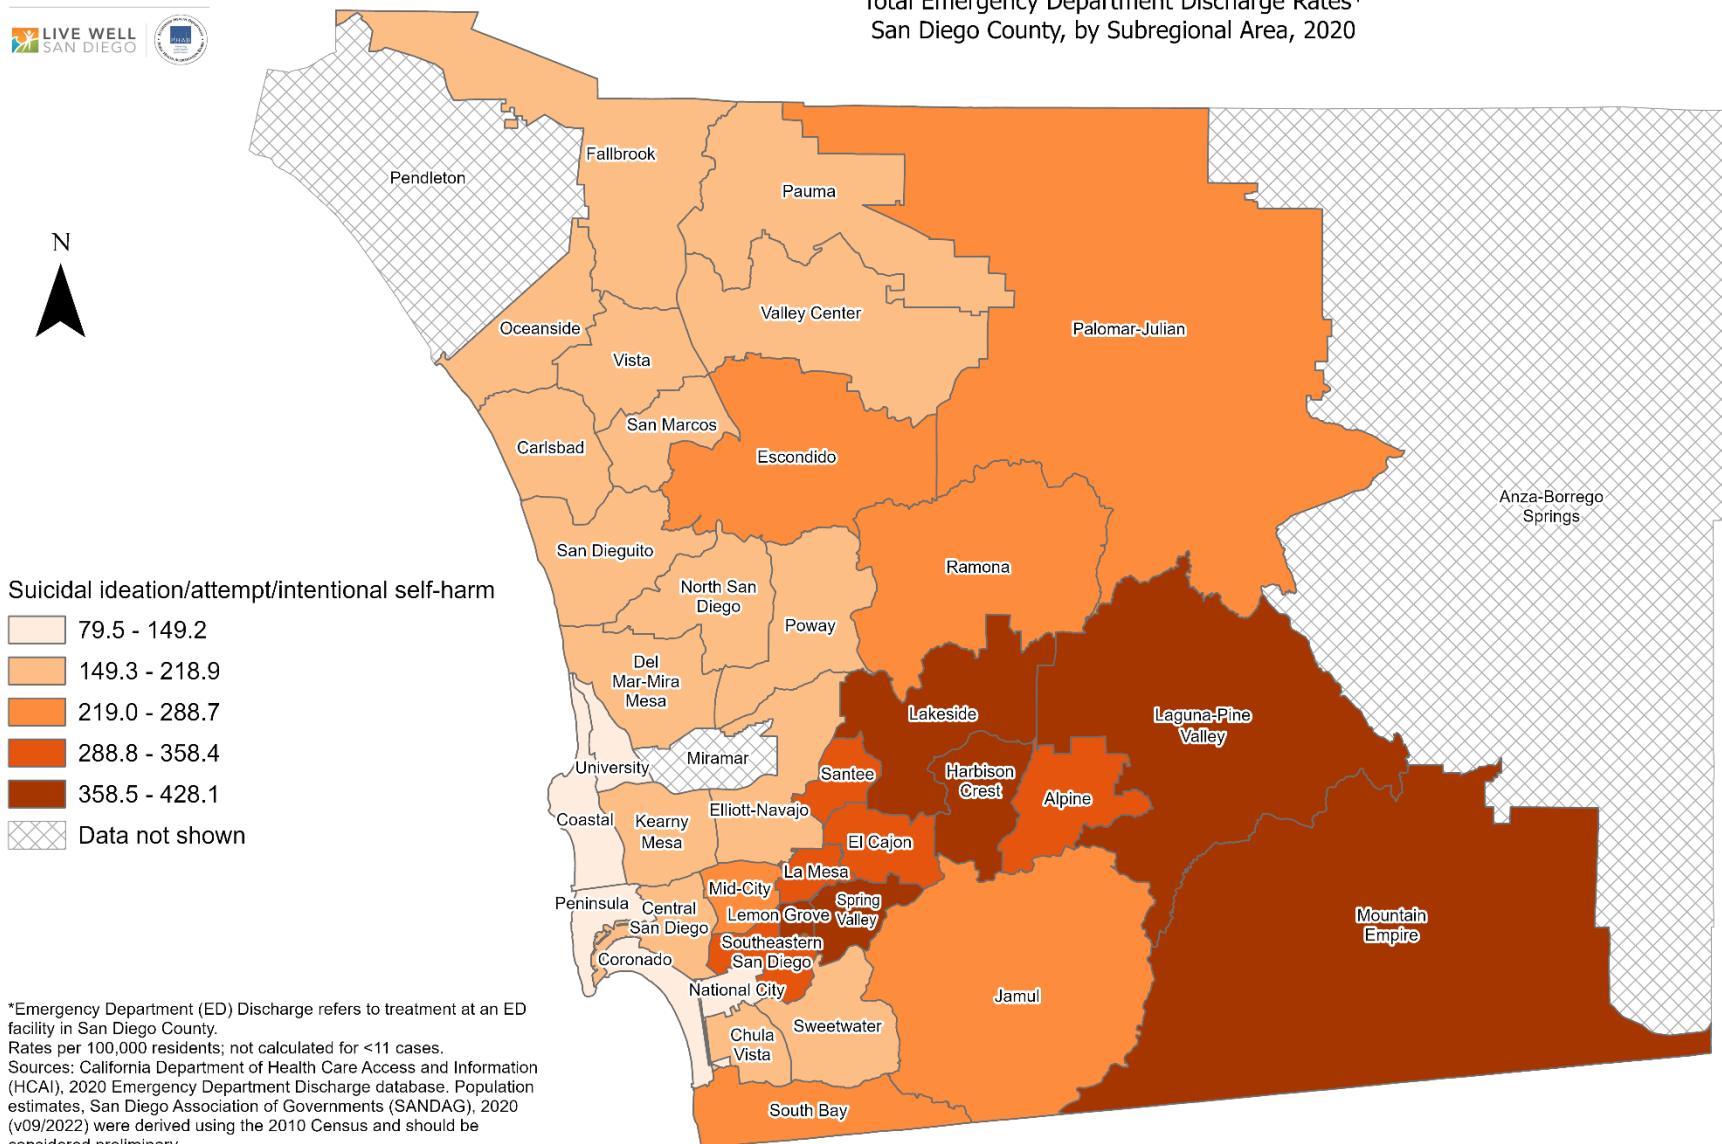 Total Emergency Department Discharge Rates*
San Diego County, by Subregional Area, 2020
LIVE WELL
SAN DIEGO
PHAB
N
Fallbrook
Pendleton
Pauma
Valley Center
Oceanside
Palomar-Julian
Vista
San Marcos
Carlsbad
Escondido
Anza-Borrego
Springs
San Dieguito
Ramona
North San
Diego
Poway
Del
Mar-Mira
Mesa
Lakeside
Laguna-Pine
Valley
Miramar
University
Santee
Harbison
Crest
Alpine
Elliott-Navajo
Coastal
Kearny
Mesa
El Cajon
La Mesa
Mid-City
Peninsula
Central
San Diego
Lemon Grove
Spring
Valley
Mountain
Empire
Southeastern
San Diego
Coronado
National City
Jamul
Sweetwater
Chula
Vista
South Bay
Suicidal ideation/attempt/intentional self-harm
79.5 - 149.2
149.3 - 218.9
219.0 - 288.7
288.8 - 358.4
358.5 - 428.1
Data not shown
*Emergency Department (ED) Discharge refers to treatment at an ED
facility in San Diego County.
Rates per 100,000 residents; not calculated for <11 cases.
Sources: California Department of Health Care Access and Information
(HCAI), 2020 Emergency Department Discharge database. Population
estimates, San Diego Association of Governments (SANDAG), 2020
(v09/2022) were derived using the 2010 Census and should be
considered preliminary.